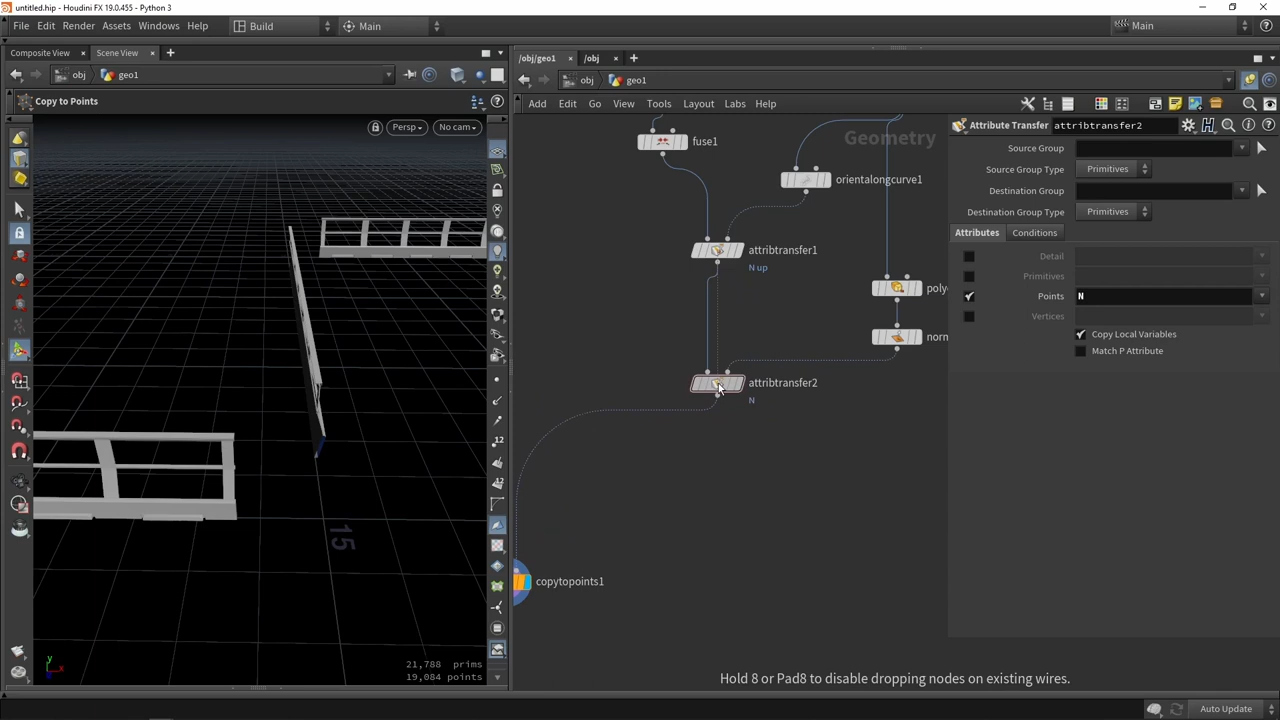 untitled.hip - Houdini FX 19.0.455 - Python 3
File Edit Render Assets Windows Help
Build
Main
Main
Composite View
Scene View
/obj/geo1
/obj
obj
geo1
obj
geo1
Copy to Points
Add Edit Go View Tools Layout Labs Help
Persp
No cam
Geometry
fuse1
orientalongcurve1
attribtransfer1
N up
poly
norm
attribtransfer2
N
copytopoints1
Attribute Transfer
attribtransfer2
Source Group
Source Group Type
Primitives
Destination Group
Destination Group Type
Primitives
Attributes
Conditions
Detail
Primitives
Points
N
Vertices
Copy Local Variables
Match P Attribute
12
12
15
y
x
21,788 prims
19,084 points
Hold 8 or Pad8 to disable dropping nodes on existing wires.
Auto Update